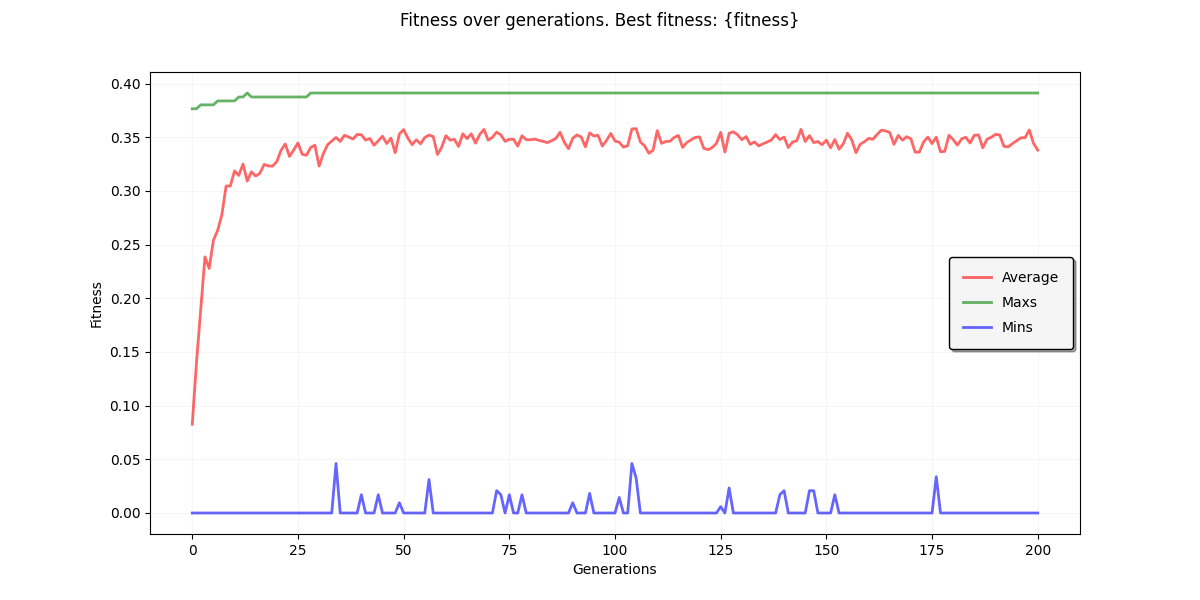 Fitness over generations. Best fitness: {fitness}
0.40
0.35
0.30
0.25
0.20
0.15
0.10
0.05
0.00
Fitness
Average
Maxs
Mins
0 25 50 75 100 125 150 175 200
Generations